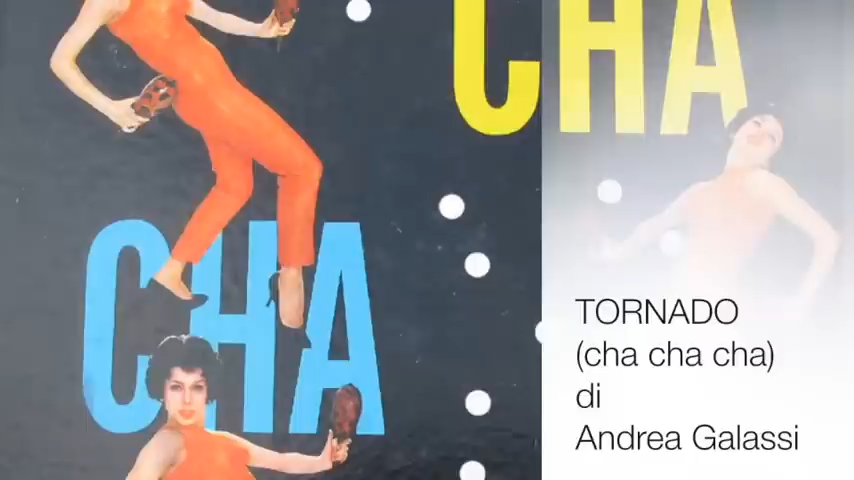 CHA
CHA
TORNADO
(cha cha cha)
di
Andrea Galassi